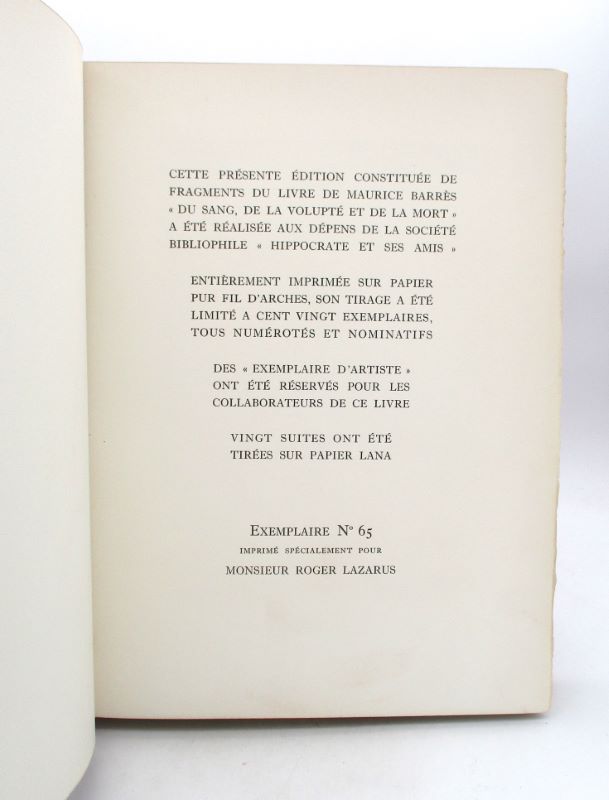 CETTE PRÉSENTE ÉDITION CONSTITUÉE DE
FRAGMENTS DU LIVRE DE MAURICE BARRÈS
« DU SANG, DE LA VOLUPTÉ ET DE LA MORT »
A ÉTÉ RÉALISÉE AUX DÉPENS DE LA SOCIÉTÉ
BIBLIOPHILE « HIPPOCRATE ET SES AMIS »
ENTIÈREMENT IMPRIMÉE SUR PAPIER
PUR FIL D'ARCHES, SON TIRAGE A ÉTÉ
LIMITÉ A CENT VINGT EXEMPLAIRES,
TOUS NUMÉROTÉS ET NOMINATIFS
DES « EXEMPLAIRE D'ARTISTE »
ONT ÉTÉ RÉSERVÉS POUR LES
COLLABORATEURS DE CE LIVRE
VINGT SUITES ONT ÉTÉ
TIRÉES SUR PAPIER LANA
EXEMPLAIRE Nº 65
IMPRIMÉ SPÉCIALEMENT POUR
MONSIEUR ROGER LAZARUS